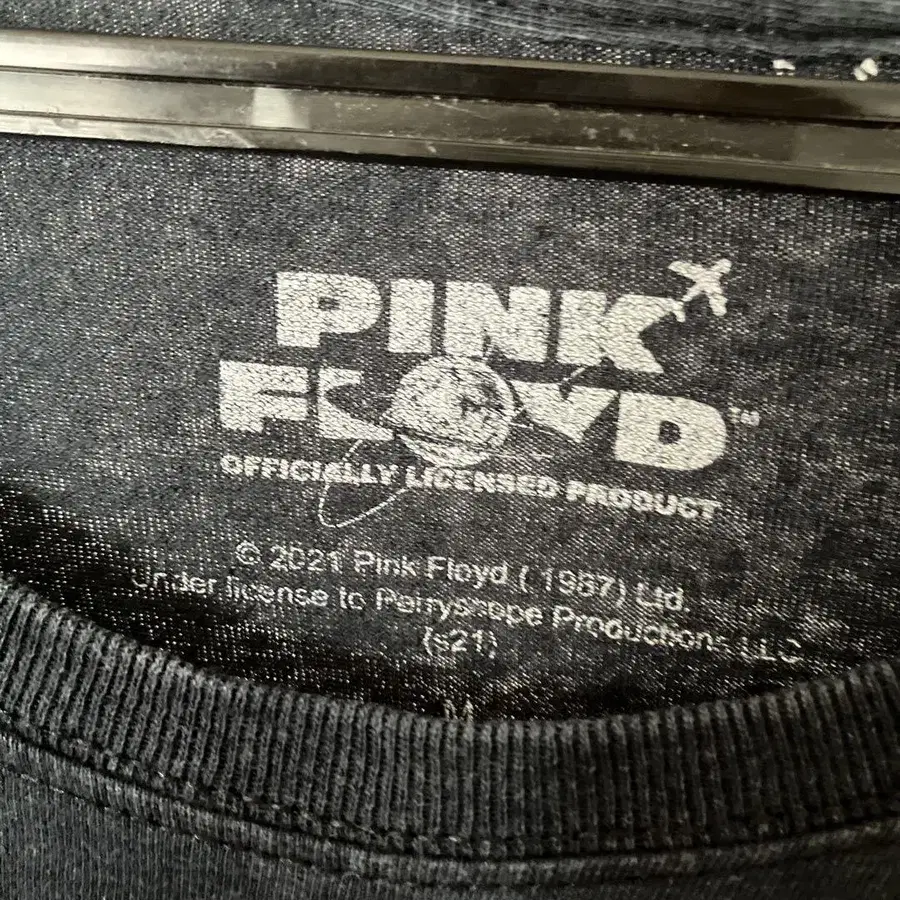 PINK
FLOYD™
OFFICIALLY LICENSED PRODUCT
© 2021 Pink Floyd ( 1987) Ltd.
Under license to Perryscope Productions LLC
(s21)
M